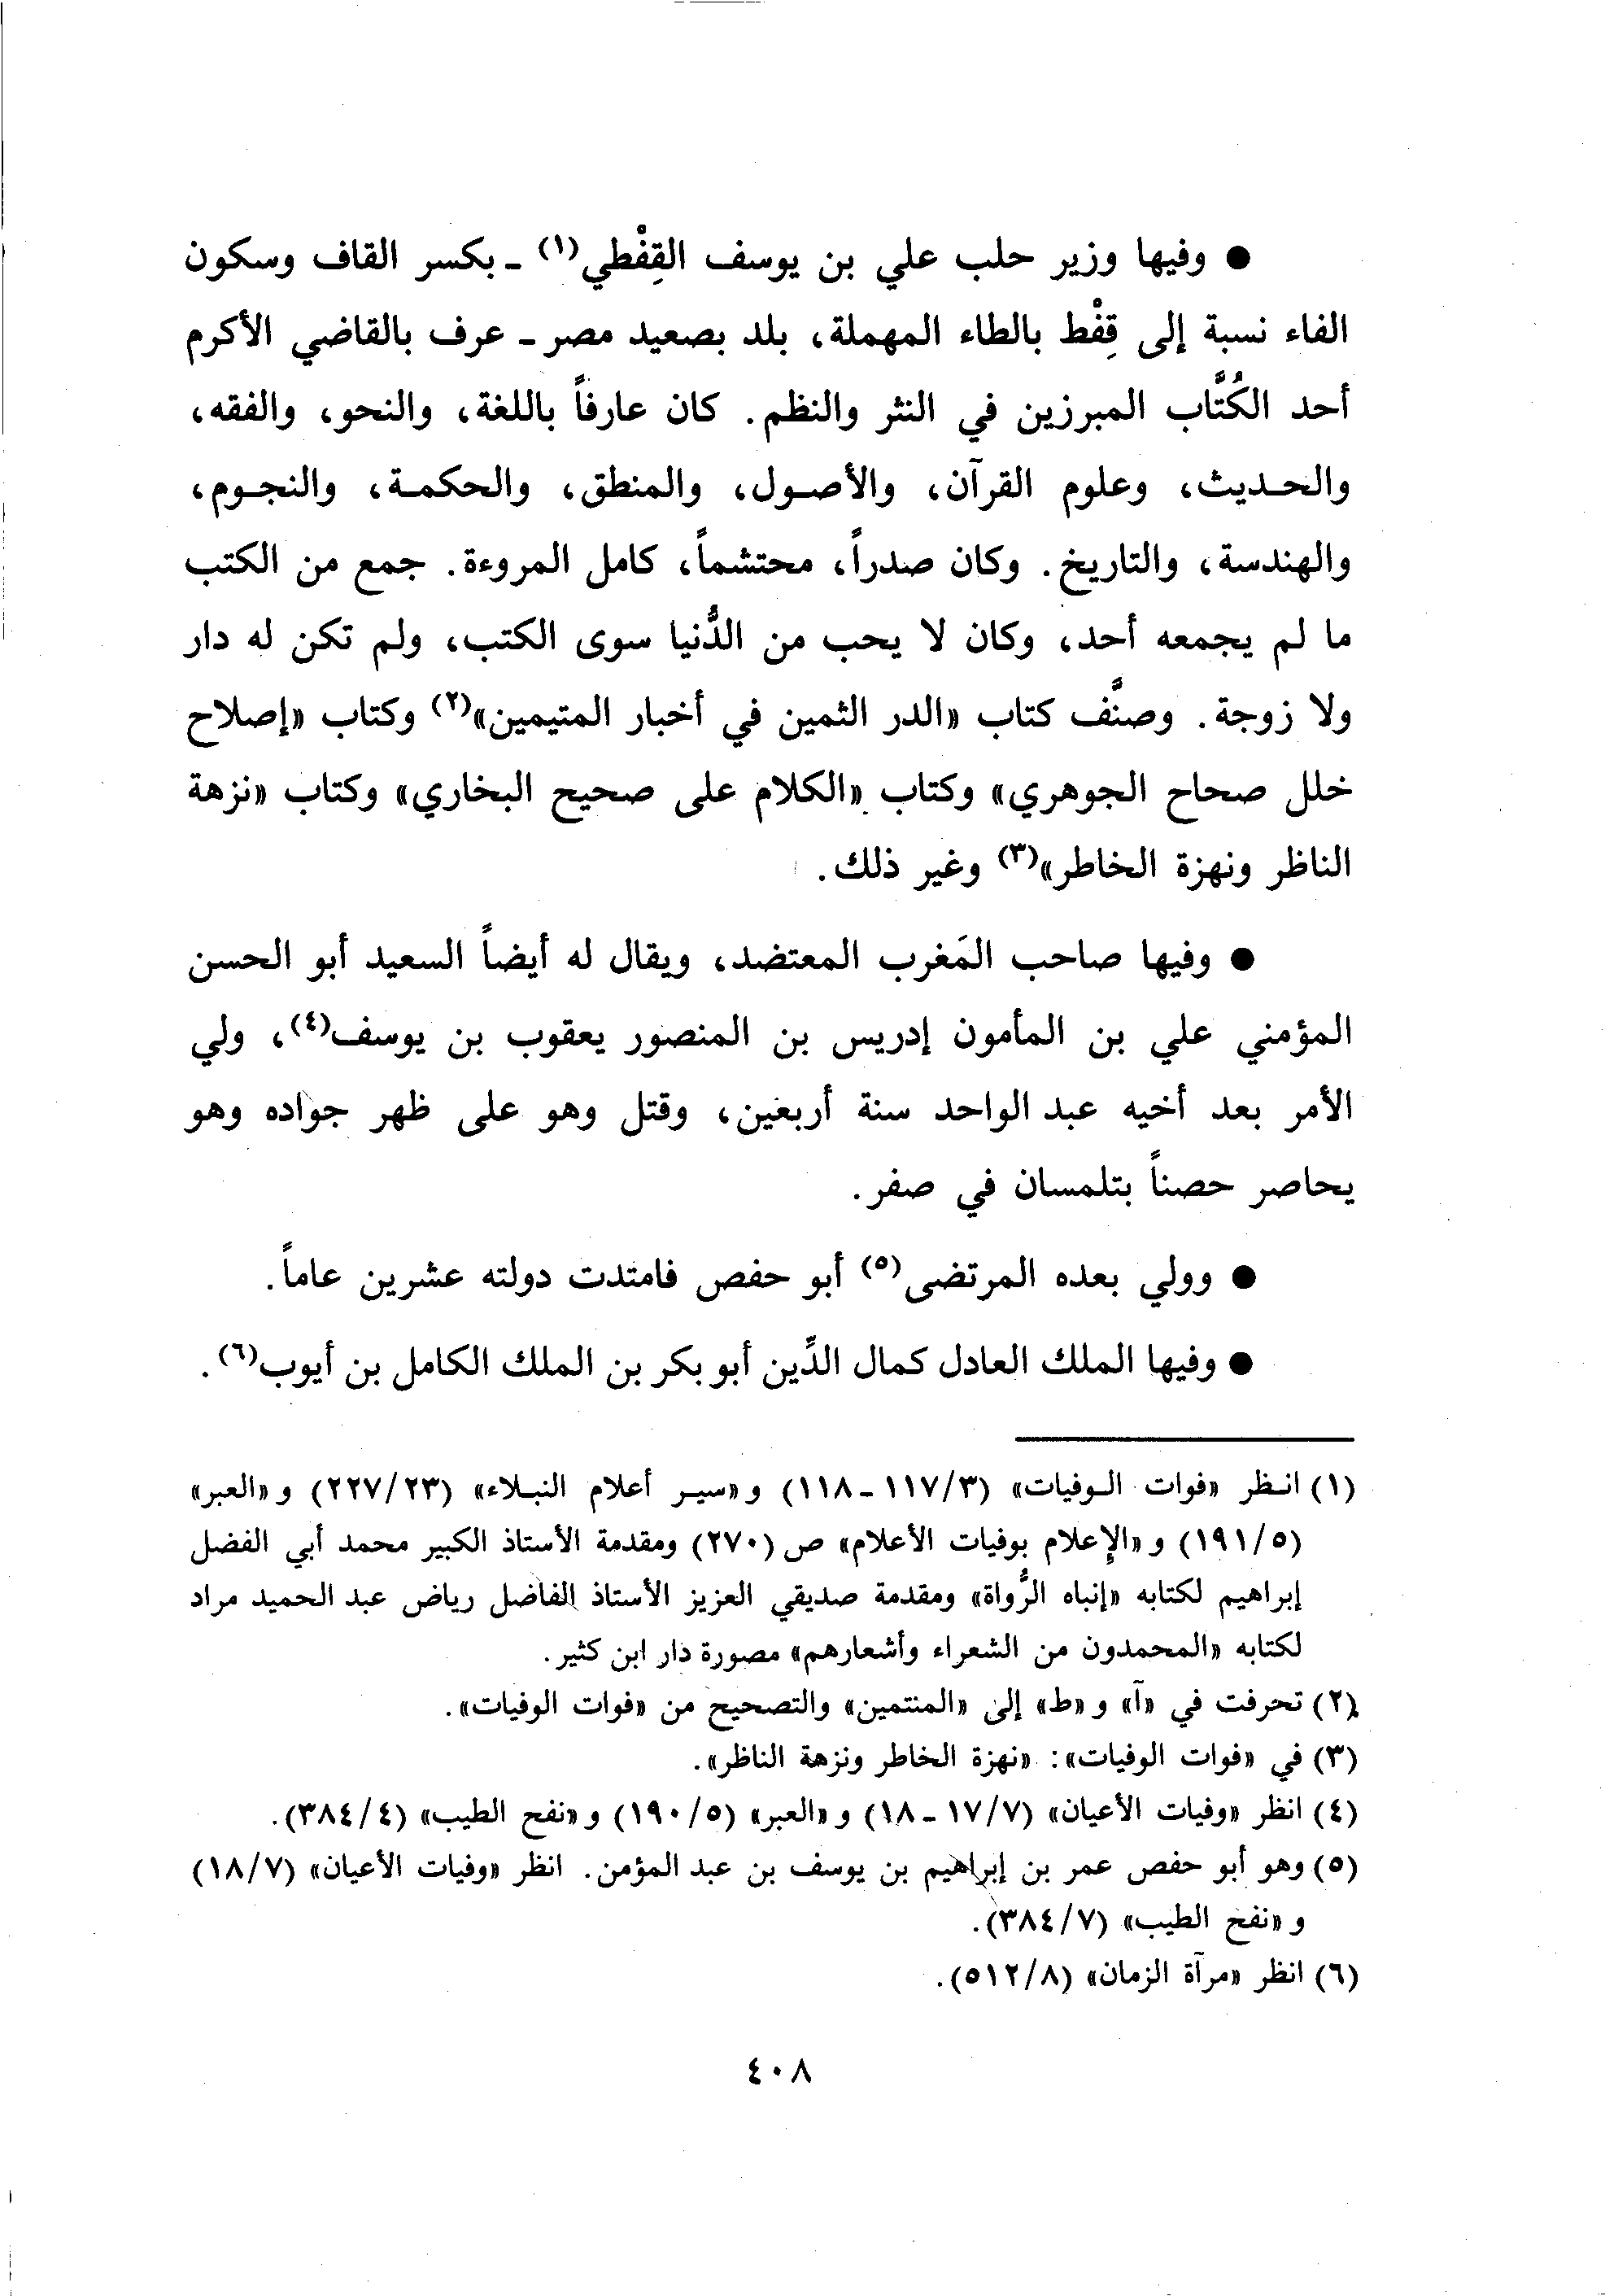 ● وفيها وزير حلب علي بن يوسف القِفْطي(١) ـ بكسر القاف وسكون
الفاء نسبة إلى قِفْط بالطاء المهملة، بلد بصعيد مصر ـ عرف بالقاضي الأكرم
أحد الكُتَّاب المبرزين في النثر والنظم. كان عارفاً باللغة، والنحو، والفقه،
والحديث، وعلوم القرآن، والأصول، والمنطق، والحكمة، والنجوم،
والهندسة، والتاريخ. وكان صدراً، محتشماً، كامل المروءة. جمع من الكتب
ما لم يجمعه أحد، وكان لا يحب من الدُّنيا سوى الكتب، ولم تكن له دار
ولا زوجة. وصنَّف كتاب «الدر الثمين في أخبار المتيمين»(٢) وكتاب «إصلاح
خلل صحاح الجوهري» وكتاب «الكلام على صحيح البخاري» وكتاب «نزهة
الناظر ونهزة الخاطر»(٣) وغير ذلك.
● وفيها صاحب المَغرب المعتضد، ويقال له أيضاً السعيد أبو الحسن
المؤمني علي بن المأمون إدريس بن المنصور يعقوب بن يوسف(٤)، ولي
الأمر بعد أخيه عبد الواحد سنة أربعين، وقتل وهو على ظهر جواده وهو
يحاصر حصناً بتلمسان في صفر.
● وولي بعده المرتضى(٥) أبو حفص فامتدت دولته عشرين عاماً.
● وفيها الملك العادل كمال الدِّين أبو بكر بن الملك الكامل بن أيوب(٦).
(١) انظر «فوات الوفيات» (١١٧/٣ ـ ١١٨) و«سير أعلام النبلاء» (٢٢٧/٢٣) و«العبر»
(١٩١/٥) و«الإعلام بوفيات الأعلام» ص (٢٧٠) ومقدمة الأستاذ الكبير محمد أبي الفضل
إبراهيم لكتابه «إنباه الرُّواة» ومقدمة صديقي العزيز الأستاذ الفاضل رياض عبد الحميد مراد
لكتابه «المحمدون من الشعراء وأشعارهم» مصورة دار ابن كثير.
(٢) تحرفت في «آ» و«ط» إلى «المنتمين» والتصحيح من «فوات الوفيات».
(٣) في «فوات الوفيات»: «نهزة الخاطر ونزهة الناظر».
(٤) انظر «وفيات الأعيان» (١٧/٧ ـ ١٨) و«العبر» (١٩٠/٥) و«نفح الطيب» (٣٨٤/٤).
(٥) وهو أبو حفص عمر بن إبراهيم بن يوسف بن عبد المؤمن. انظر «وفيات الأعيان» (١٨/٧)
و«نفح الطيب» (٣٨٤/٧).
(٦) انظر «مرآة الزمان» (٥١٢/٨).
٤٠٨